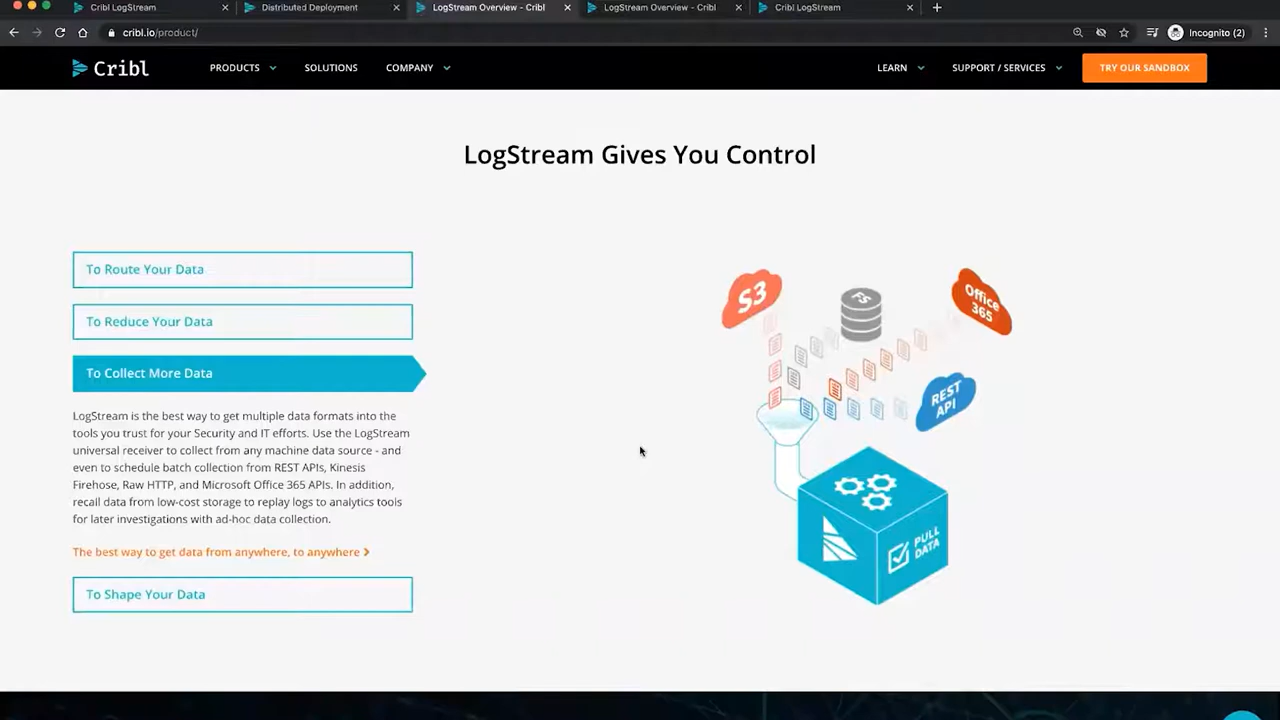 Cribl LogStream
Distributed Deployment
LogStream Overview - Cribl
LogStream Overview - Cribl
Cribl LogStream
cribl.io/product/
Incognito (2)
Cribl
PRODUCTS
SOLUTIONS
COMPANY
LEARN
SUPPORT / SERVICES
TRY OUR SANDBOX
LogStream Gives You Control
To Route Your Data
To Reduce Your Data
To Collect More Data
LogStream is the best way to get multiple data formats into the
tools you trust for your Security and IT efforts. Use the LogStream
universal receiver to collect from any machine data source - and
even to schedule batch collection from REST APIs, Kinesis
Firehose, Raw HTTP, and Microsoft Office 365 APIs. In addition,
recall data from low-cost storage to replay logs to analytics tools
for later investigations with ad-hoc data collection.
The best way to get data from anywhere, to anywhere
To Shape Your Data
S3
FS
Office
365
REST
API
PULL
DATA